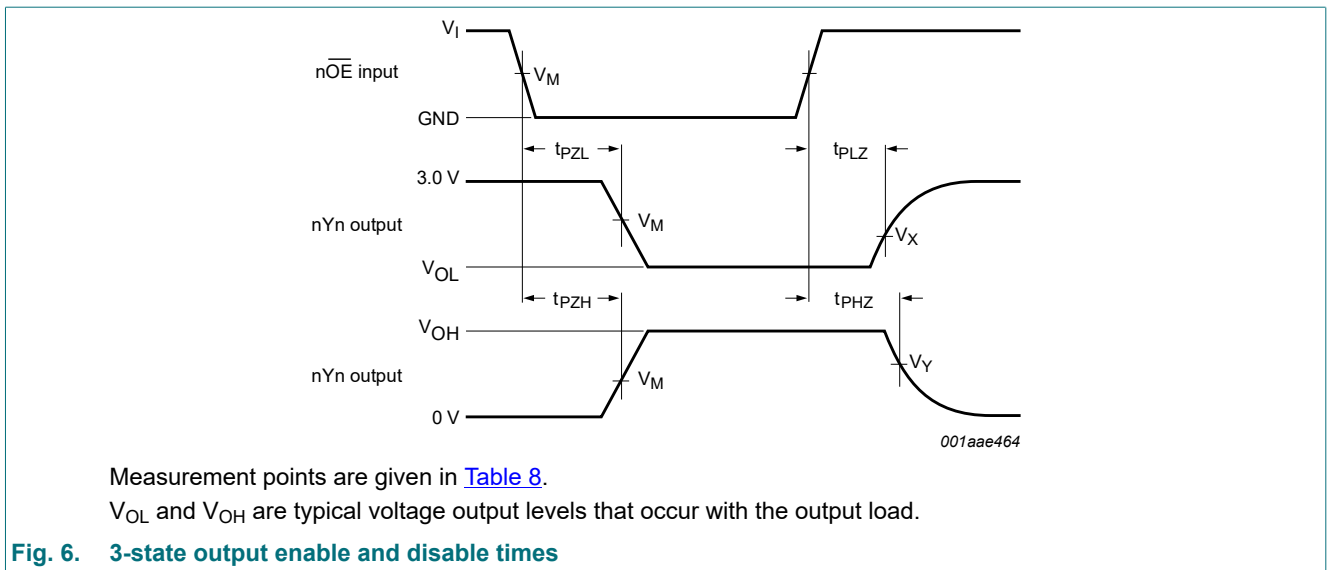 V_I
nO̅E̅ input
V_M
GND
t_PZL
t_PLZ
3.0 V
nYn output
V_M
V_X
V_OL
t_PZH
t_PHZ
V_OH
nYn output
V_M
V_Y
0 V
001aae464
Measurement points are given in Table 8.
V_OL and V_OH are typical voltage output levels that occur with the output load.
Fig. 6. 3-state output enable and disable times